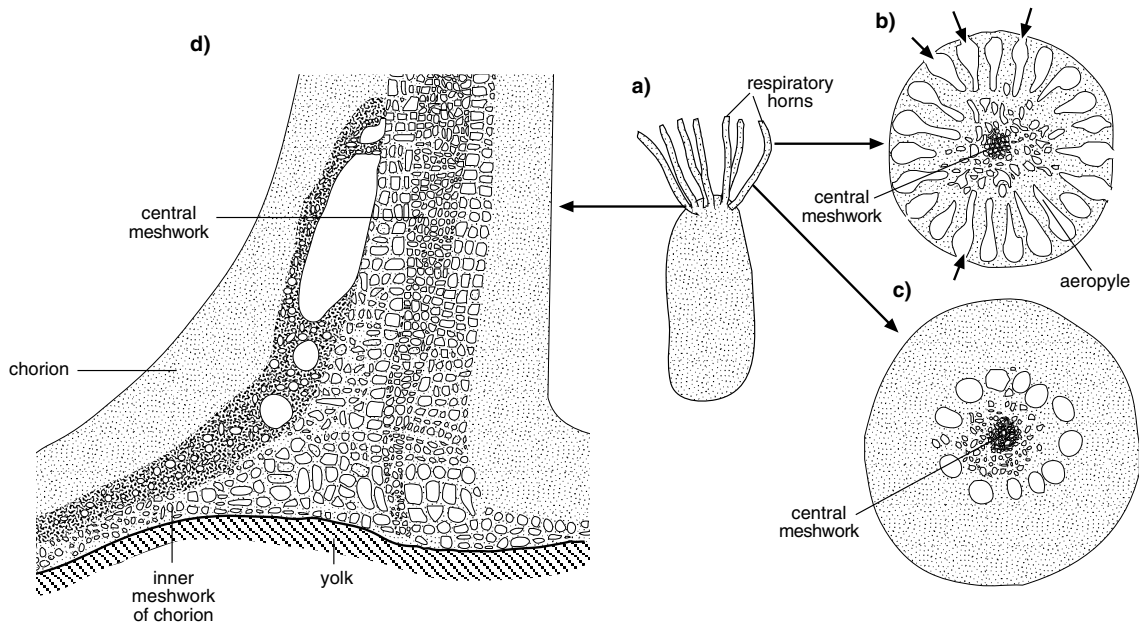 d)
central
meshwork
chorion
inner
meshwork
of chorion
yolk
a)
respiratory
horns
b)
central
meshwork
aeropyle
c)
central
meshwork